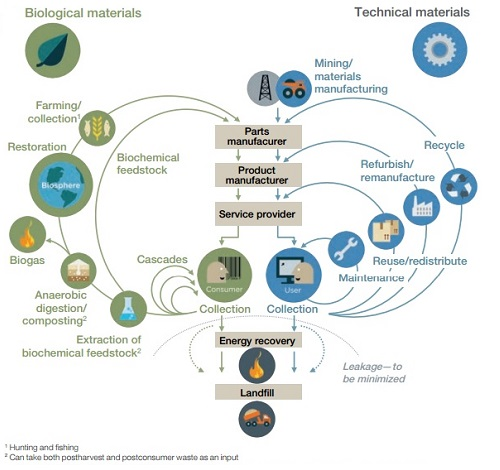 Biological materials
Technical materials
Mining/
materials
manufacturing
Farming/
collection¹
Parts
manufacurer
Recycle
Restoration
Biochemical
feedstock
Refurbish/
remanufacture
Product
manufacturer
Biosphere
Service provider
Biogas
Cascades
Reuse/redistribute
Maintenance
Consumer
User
Anaerobic
digestion/
composting²
Collection
Collection
Extraction of
biochemical feedstock²
Energy recovery
Leakage—to
be minimized
Landfill
¹ Hunting and fishing
² Can take both postharvest and postconsumer waste as an input